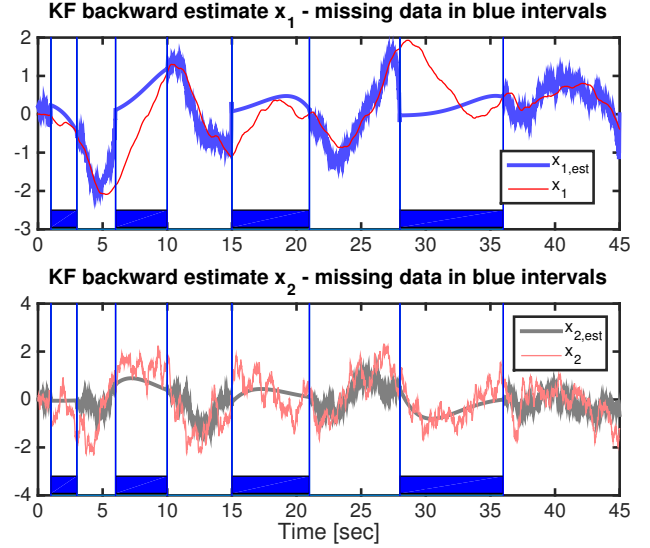 KF backward estimate x1 - missing data in blue intervals
2
1
0
-1
-2
-3
x1,est
x1
0 5 10 15 20 25 30 35 40 45
KF backward estimate x2 - missing data in blue intervals
4
2
0
-2
-4
x2,est
x2
0 5 10 15 20 25 30 35 40 45
Time [sec]